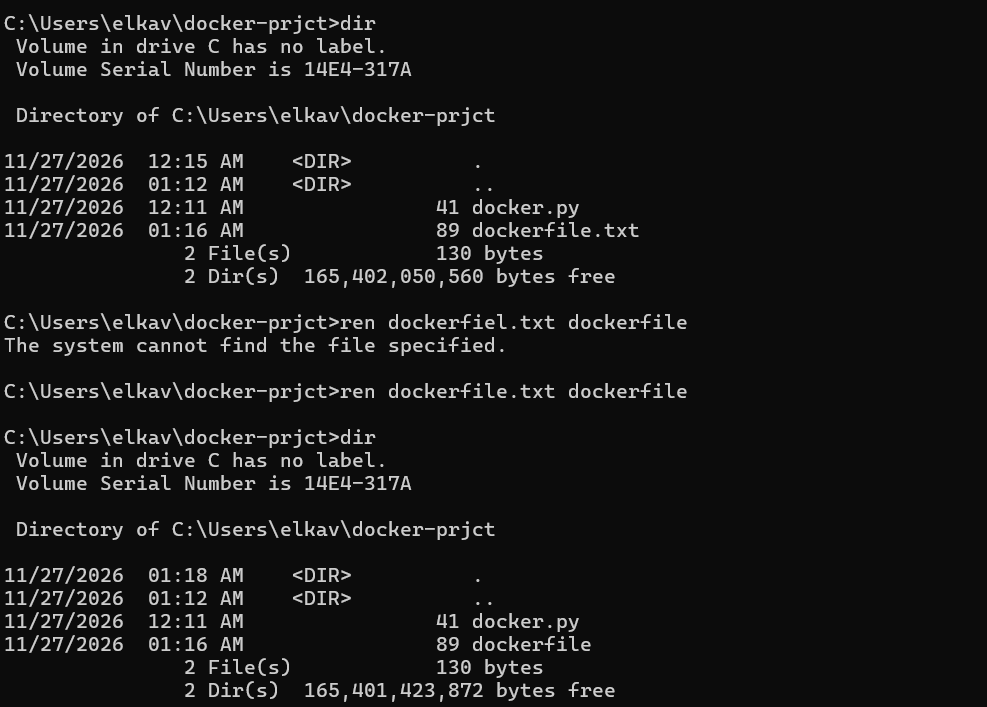 C:\Users\elkav\docker-prjct>dir
 Volume in drive C has no label.
 Volume Serial Number is 14E4-317A

 Directory of C:\Users\elkav\docker-prjct

11/27/2026  12:15 AM    <DIR>          .
11/27/2026  01:12 AM    <DIR>          ..
11/27/2026  12:11 AM                41 docker.py
11/27/2026  01:16 AM                89 dockerfile.txt
               2 File(s)            130 bytes
               2 Dir(s)  165,402,050,560 bytes free

C:\Users\elkav\docker-prjct>ren dockerfiel.txt dockerfile
The system cannot find the file specified.

C:\Users\elkav\docker-prjct>ren dockerfile.txt dockerfile

C:\Users\elkav\docker-prjct>dir
 Volume in drive C has no label.
 Volume Serial Number is 14E4-317A

 Directory of C:\Users\elkav\docker-prjct

11/27/2026  01:18 AM    <DIR>          .
11/27/2026  01:12 AM    <DIR>          ..
11/27/2026  12:11 AM                41 docker.py
11/27/2026  01:16 AM                89 dockerfile
               2 File(s)            130 bytes
               2 Dir(s)  165,401,423,872 bytes free